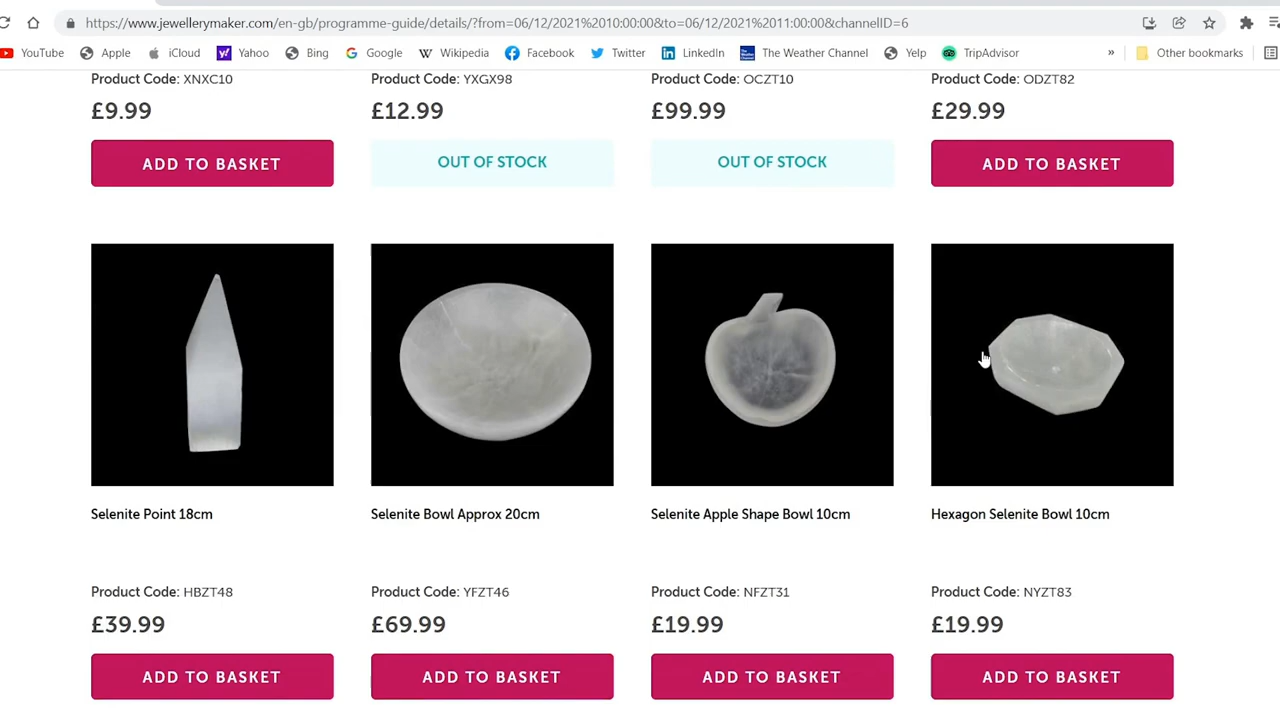 https://www.jewellerymaker.com/en-gb/programme-guide/details/?from=06/12/2021%2010:00:00&to=06/12/2021%2011:00:00&channelID=6
YouTube Apple iCloud Yahoo Bing Google Wikipedia Facebook Twitter LinkedIn The Weather Channel Yelp TripAdvisor » Other bookmarks
Product Code: XNXC10 Product Code: YXGX98 Product Code: OCZT10 Product Code: ODZT82
£9.99 £12.99 £99.99 £29.99
ADD TO BASKET OUT OF STOCK OUT OF STOCK ADD TO BASKET
Selenite Point 18cm Selenite Bowl Approx 20cm Selenite Apple Shape Bowl 10cm Hexagon Selenite Bowl 10cm
Product Code: HBZT48 Product Code: YFZT46 Product Code: NFZT31 Product Code: NYZT83
£39.99 £69.99 £19.99 £19.99
ADD TO BASKET ADD TO BASKET ADD TO BASKET ADD TO BASKET